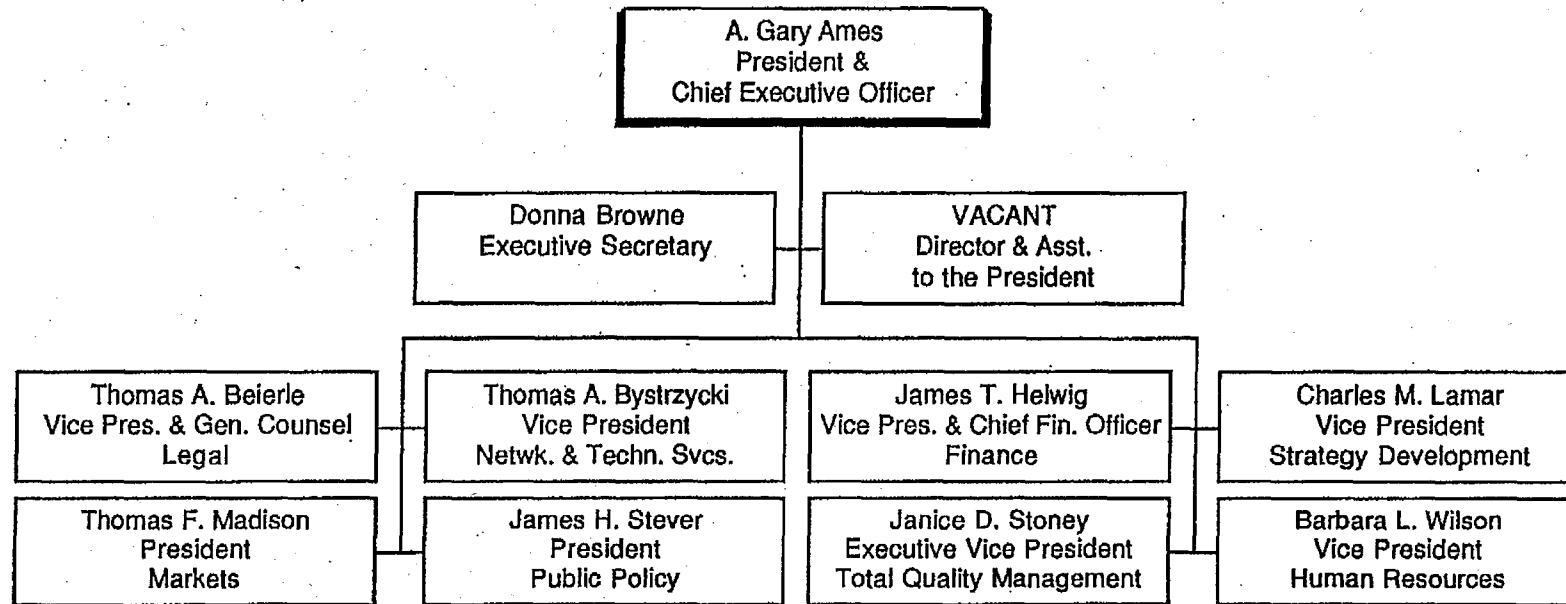 A. Gary Ames
President &
Chief Executive Officer
Donna Browne
Executive Secretary
VACANT
Director & Asst.
to the President
Thomas A. Beierle
Vice Pres. & Gen. Counsel
Legal
Thomas A. Bystrzycki
Vice President
Netwk. & Techn. Svcs.
James T. Helwig
Vice Pres. & Chief Fin. Officer
Finance
Charles M. Lamar
Vice President
Strategy Development
Thomas F. Madison
President
Markets
James H. Stever
President
Public Policy
Janice D. Stoney
Executive Vice President
Total Quality Management
Barbara L. Wilson
Vice President
Human Resources